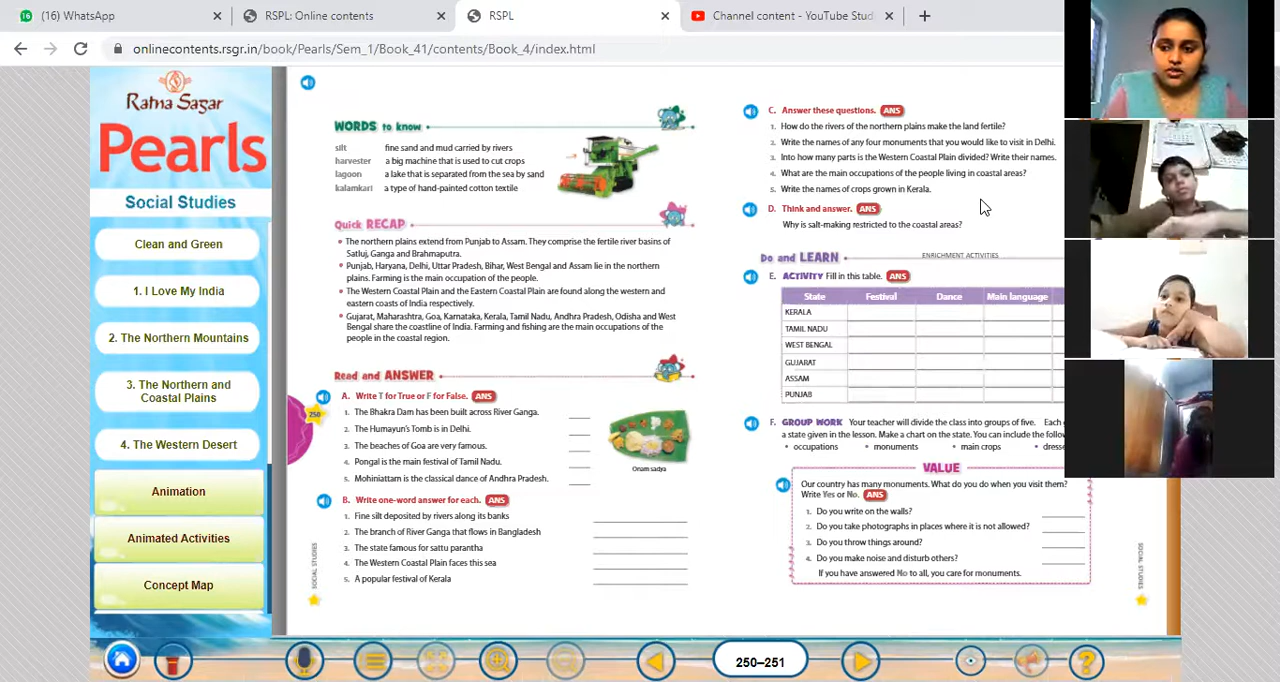 (16) WhatsApp
RSPL: Online contents
RSPL
Channel content - YouTube Stud
onlinecontents.rsgr.in/book/Pearls/Sem_1/Book_41/contents/Book_4/index.html
Ratna Sagar
Pearls
Social Studies
Clean and Green
1. I Love My India
2. The Northern Mountains
3. The Northern and
Coastal Plains
4. The Western Desert
Animation
Animated Activities
Concept Map
WORDS to know
silt fine sand and mud carried by rivers
harvester a big machine that is used to cut crops
lagoon a lake that is separated from the sea by sand
kalamkari a type of hand-painted cotton textile
Quick RECAP
• The northern plains extend from Punjab to Assam. They comprise the fertile river basins of
Satluj, Ganga and Brahmaputra.
• Punjab, Haryana, Delhi, Uttar Pradesh, Bihar, West Bengal and Assam lie in the northern
plains. Farming is the main occupation of the people.
• The Western Coastal Plain and the Eastern Coastal Plain are found along the western and
eastern coasts of India respectively.
• Gujarat, Maharashtra, Goa, Karnataka, Kerala, Tamil Nadu, Andhra Pradesh, Odisha and West
Bengal share the coastline of India. Farming and fishing are the main occupations of the
people in the coastal region.
Read and ANSWER
A. Write T for True or F for False. ANS
1. The Bhakra Dam has been built across River Ganga.
2. The Humayun's Tomb is in Delhi.
3. The beaches of Goa are very famous.
4. Pongal is the main festival of Tamil Nadu.
5. Mohiniattam is the classical dance of Andhra Pradesh.
Onam sadya
250
B. Write one-word answer for each. ANS
1. Fine silt deposited by rivers along its banks
2. The branch of River Ganga that flows in Bangladesh
3. The state famous for sattu parantha
4. The Western Coastal Plain faces this sea
5. A popular festival of Kerala
SOCIAL STUDIES
C. Answer these questions. ANS
1. How do the rivers of the northern plains make the land fertile?
2. Write the names of any four monuments that you would like to visit in Delhi.
3. Into how many parts is the Western Coastal Plain divided? Write their names.
4. What are the main occupations of the people living in coastal areas?
5. Write the names of crops grown in Kerala.
D. Think and answer. ANS
Why is salt-making restricted to the coastal areas?
Do and LEARN ENRICHMENT ACTIVITIES
E. ACTIVITY Fill in this table. ANS
State Festival Dance Main language
KERALA
TAMIL NADU
WEST BENGAL
GUJARAT
ASSAM
PUNJAB
F. GROUP WORK Your teacher will divide the class into groups of five. Each
a state given in the lesson. Make a chart on the state. You can include the follow
• occupations • monuments • main crops • dress
VALUE
Our country has many monuments. What do you do when you visit them?
Write Yes or No. ANS
1. Do you write on the walls?
2. Do you take photographs in places where it is not allowed?
3. Do you throw things around?
4. Do you make noise and disturb others?
If you have answered No to all, you care for monuments.
SOCIAL STUDIES
250–251